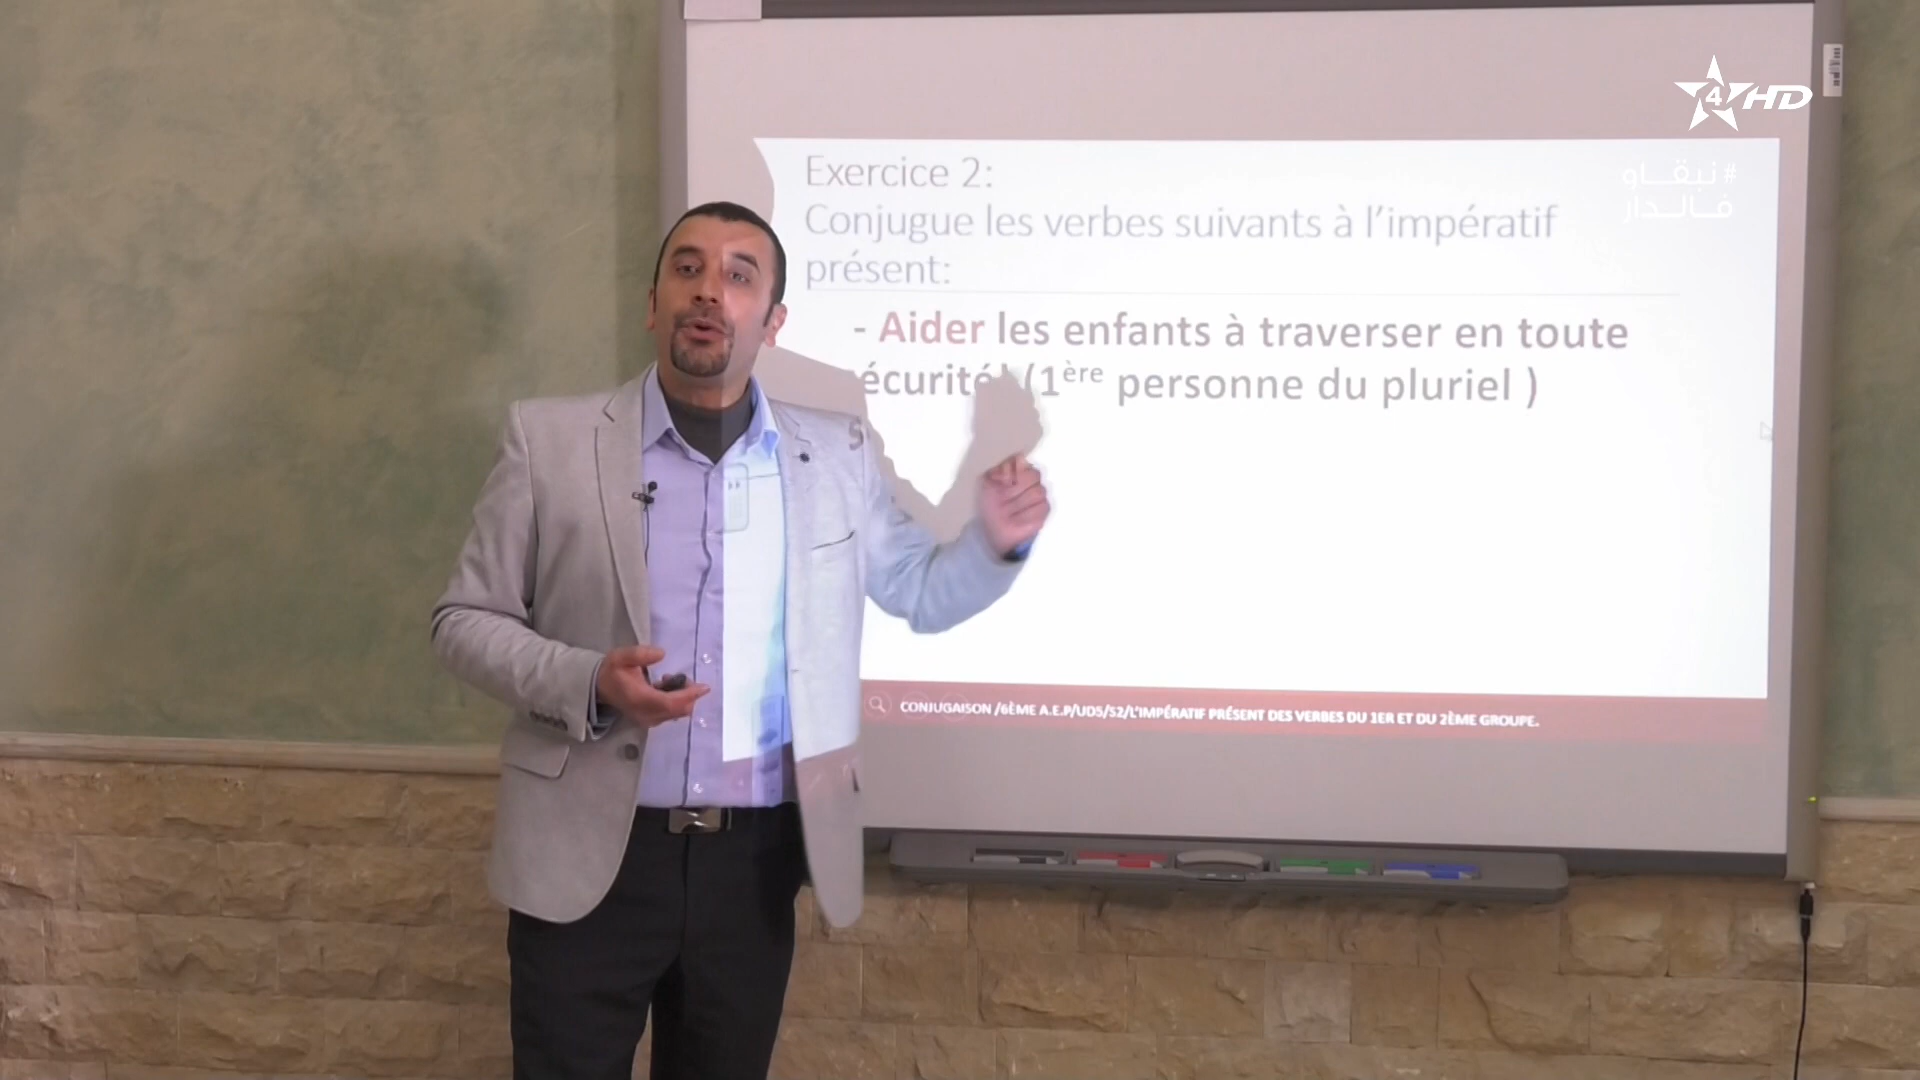 4 HD
#نبقاو
فالدار
Exercice 2:
Conjugue les verbes suivants à l’impératif
présent:
- Aider les enfants à traverser en toute
sécurité! (1ère personne du pluriel )
CONJUGAISON /6ÈME A.E.P/UD5/S2/L’IMPÉRATIF PRÉSENT DES VERBES DU 1ER ET DU 2ÈME GROUPE.